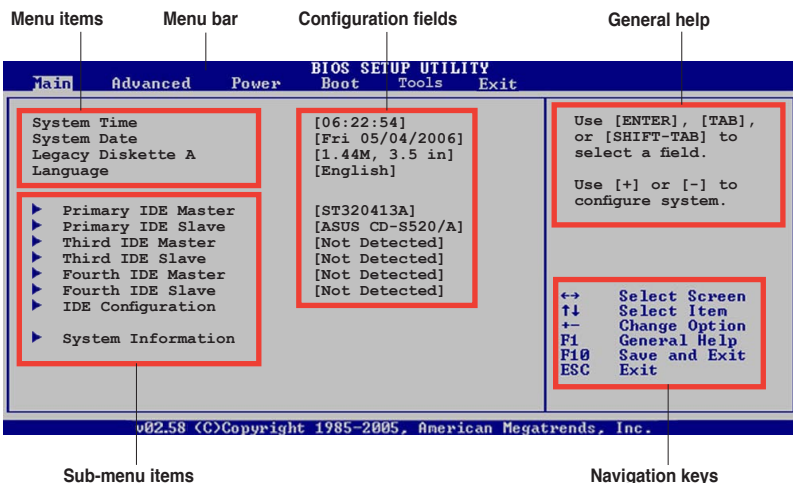 Menu items Menu bar Configuration fields General help
BIOS SETUP UTILITY
Main Advanced Power Boot Tools Exit
System Time [06:22:54]
System Date [Fri 05/04/2006]
Legacy Diskette A [1.44M, 3.5 in]
Language [English]
Primary IDE Master [ST320413A]
Primary IDE Slave [ASUS CD-S520/A]
Third IDE Master [Not Detected]
Third IDE Slave [Not Detected]
Fourth IDE Master [Not Detected]
Fourth IDE Slave [Not Detected]
IDE Configuration
System Information
Use [ENTER], [TAB],
or [SHIFT-TAB] to
select a field.
Use [+] or [-] to
configure system.
↔ Select Screen
↑↓ Select Item
+- Change Option
F1 General Help
F10 Save and Exit
ESC Exit
v02.58 (C)Copyright 1985-2005, American Megatrends, Inc.
Sub-menu items Navigation keys